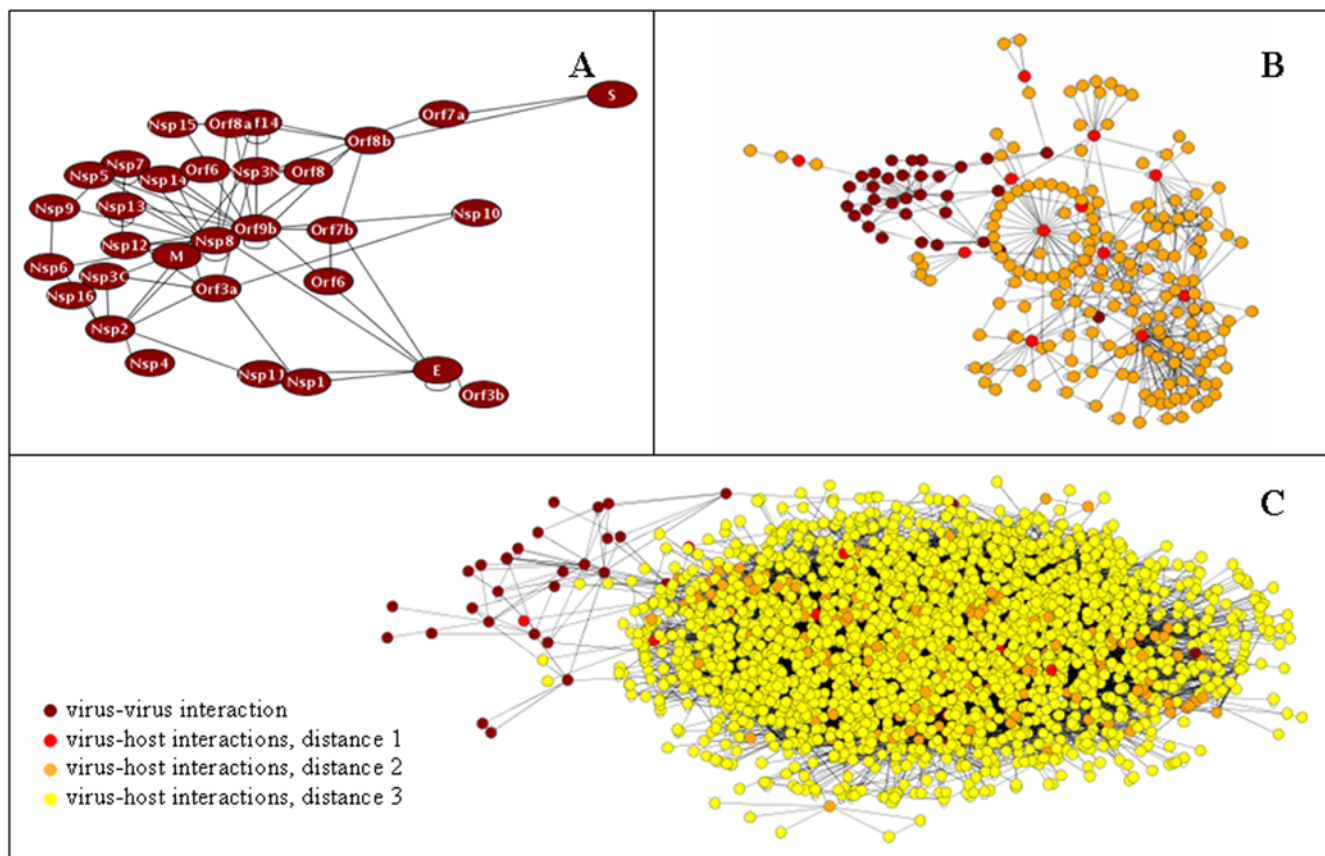 A
S
Orf7a
Nsp15
Orf8a
f14
Orf8b
Nsp7
Nsp5
Nsp14
Orf6
Nsp3N
Orf8
Nsp9
Nsp13
Nsp10
Orf9b
Orf7b
Nsp12
Nsp8
M
Nsp6
Nsp3C
Nsp16
Orf3a
Orf6
Nsp2
Nsp4
Nsp11
Nsp1
E
Orf3b
B
C
virus-virus interaction
virus-host interactions, distance 1
virus-host interactions, distance 2
virus-host interactions, distance 3